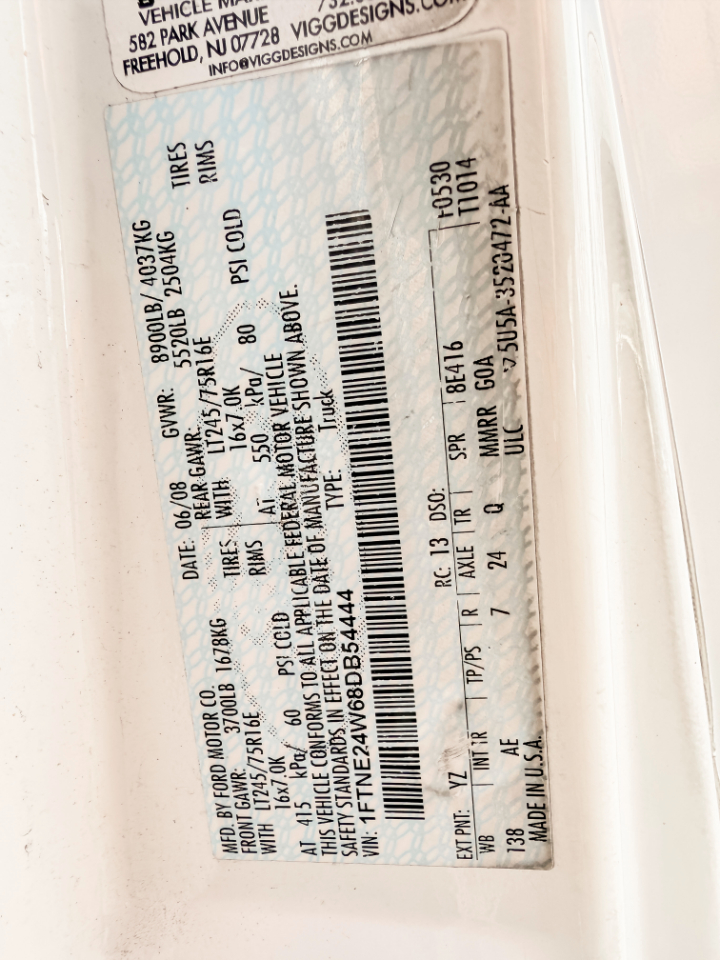 VEHICLE
582 PARK AVENUE
FREEHOLD, NJ 07728 VIGGDESIGNS.CO
INFO@VIGGDESIGNS.COM
MFD. BY FORD MOTOR CO. DATE: 06/08 GVWR: 8900LB/ 4037KG
FRONT GAWR: 3700LB 1678KG REAR GAWR: 5520LB 2504KG
WITH LT245/75R16E TIRES WITH LT245/75R16E TIRES
16x7.0K RIMS 16x7.0K RIMS
AT 415 kPa/ 60 PSI COLD AT 550 kPa/ 80 PSI COLD
THIS VEHICLE CONFORMS TO ALL APPLICABLE FEDERAL MOTOR VEHICLE
SAFETY STANDARDS IN EFFECT ON THE DATE OF MANUFACTURE SHOWN ABOVE.
VIN: 1FTNE24W68DB54444 TYPE: Truck
EXT PNT: YZ RC: 13 DSO: 0530
WB INT TR TP/PS R AXLE TR SPR 8E416 T1014
138 AE 7 24 Q MMRR GOA
MADE IN U.S.A. ULC 5U5A-3520472-AA